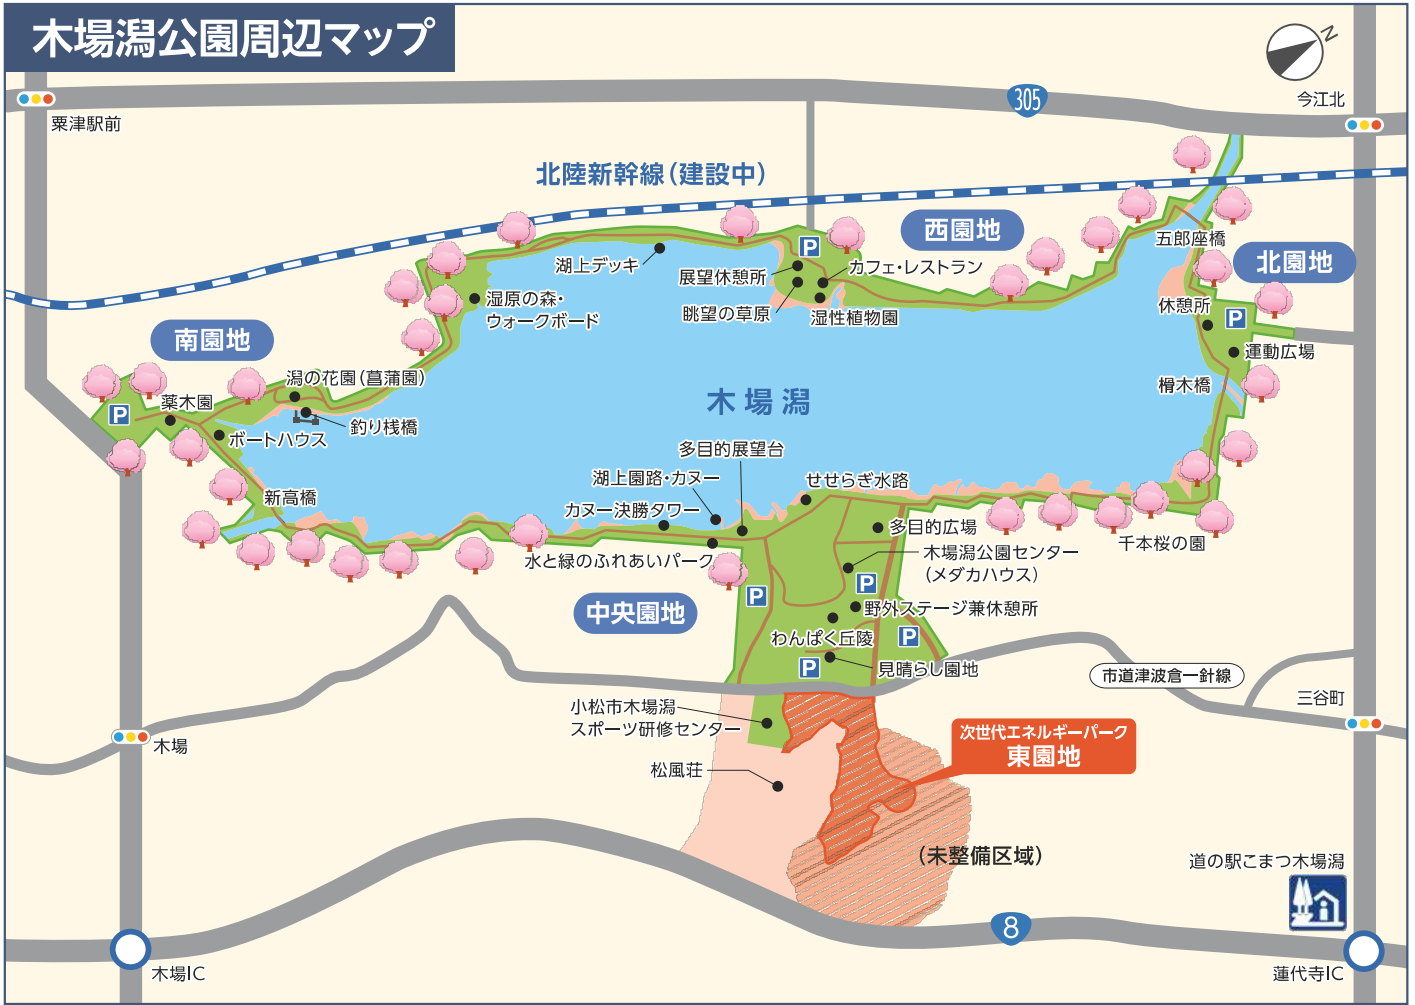 木場潟公園周辺マップ
N
305
今江北
粟津駅前
北陸新幹線(建設中)
西園地
五郎座橋
北園地
湖上デッキ
展望休憩所
カフェ・レストラン
眺望の草原
湿性植物園
湿原の森・
ウォークボード
休憩所
P
P
運動広場
榾木橋
南園地
潟の花園(菖蒲園)
薬木園
P
ボートハウス
釣り桟橋
木場潟
多目的展望台
湖上園路・カヌー
カヌー決勝タワー
せせらぎ水路
新高橋
水と緑のふれあいパーク
多目的広場
千本桜の園
木場潟公園センター
(メダカハウス)
P
P
中央園地
野外ステージ兼休憩所
わんぱく丘陵
P
P
見晴らし園地
市道津波倉一針線
三谷町
小松市木場潟
スポーツ研修センター
次世代エネルギーパーク
東園地
木場
松風荘
(未整備区域)
道の駅こまつ木場潟
8
木場IC
蓮代寺IC